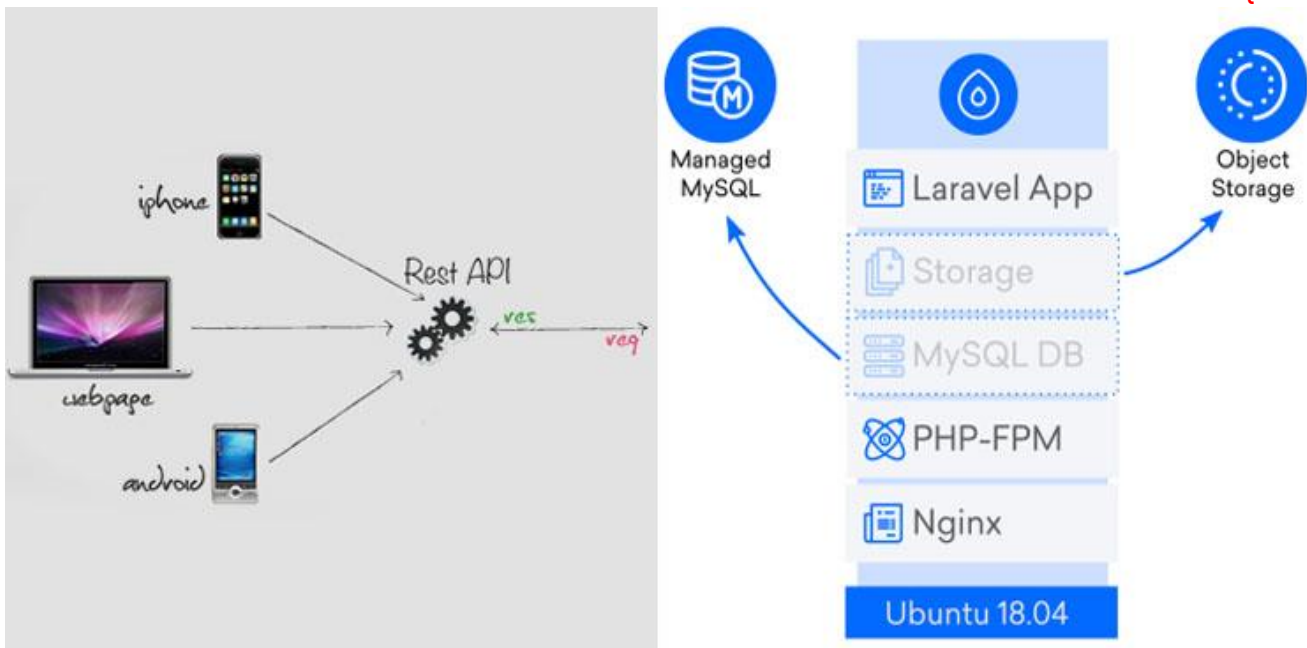 iphone
Rest API
res
req
webpage
android
M
Managed
MySQL
Object
Storage
Laravel App
Storage
MySQL DB
PHP-FPM
Nginx
Ubuntu 18.04